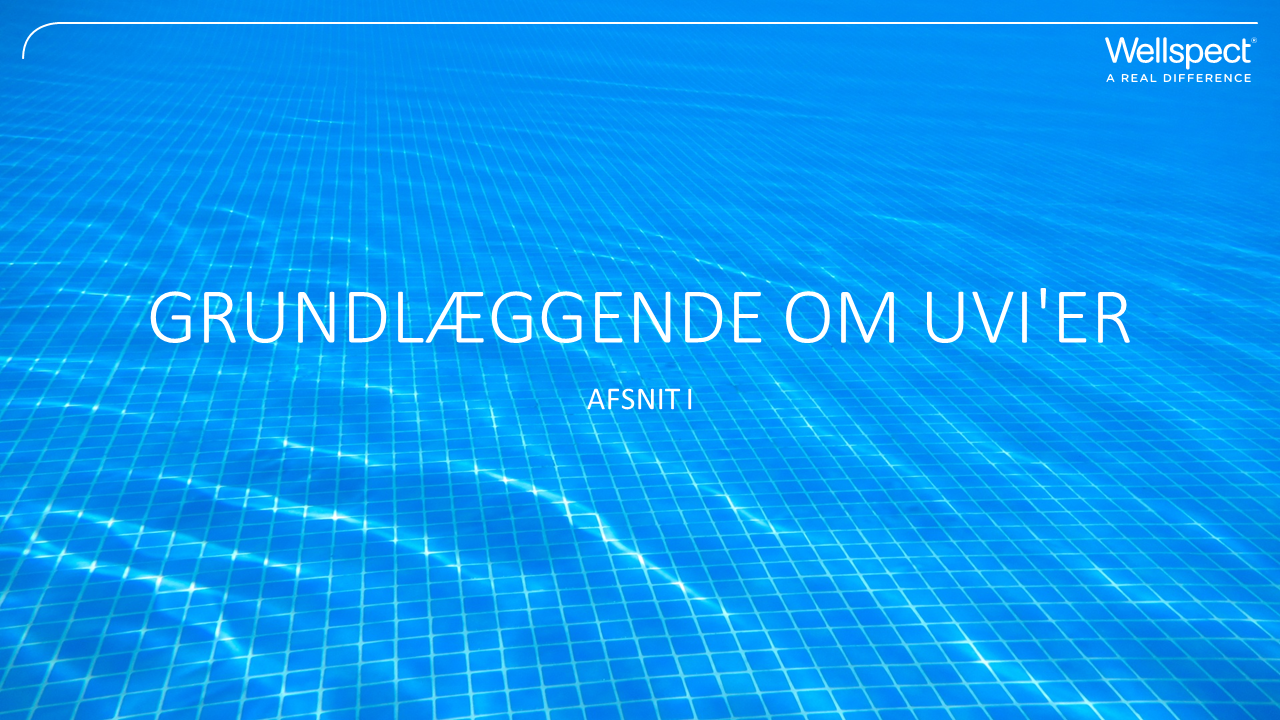 Wellspect®
A REAL DIFFERENCE
GRUNDLÆGGENDE OM UVI'ER
AFSNIT I